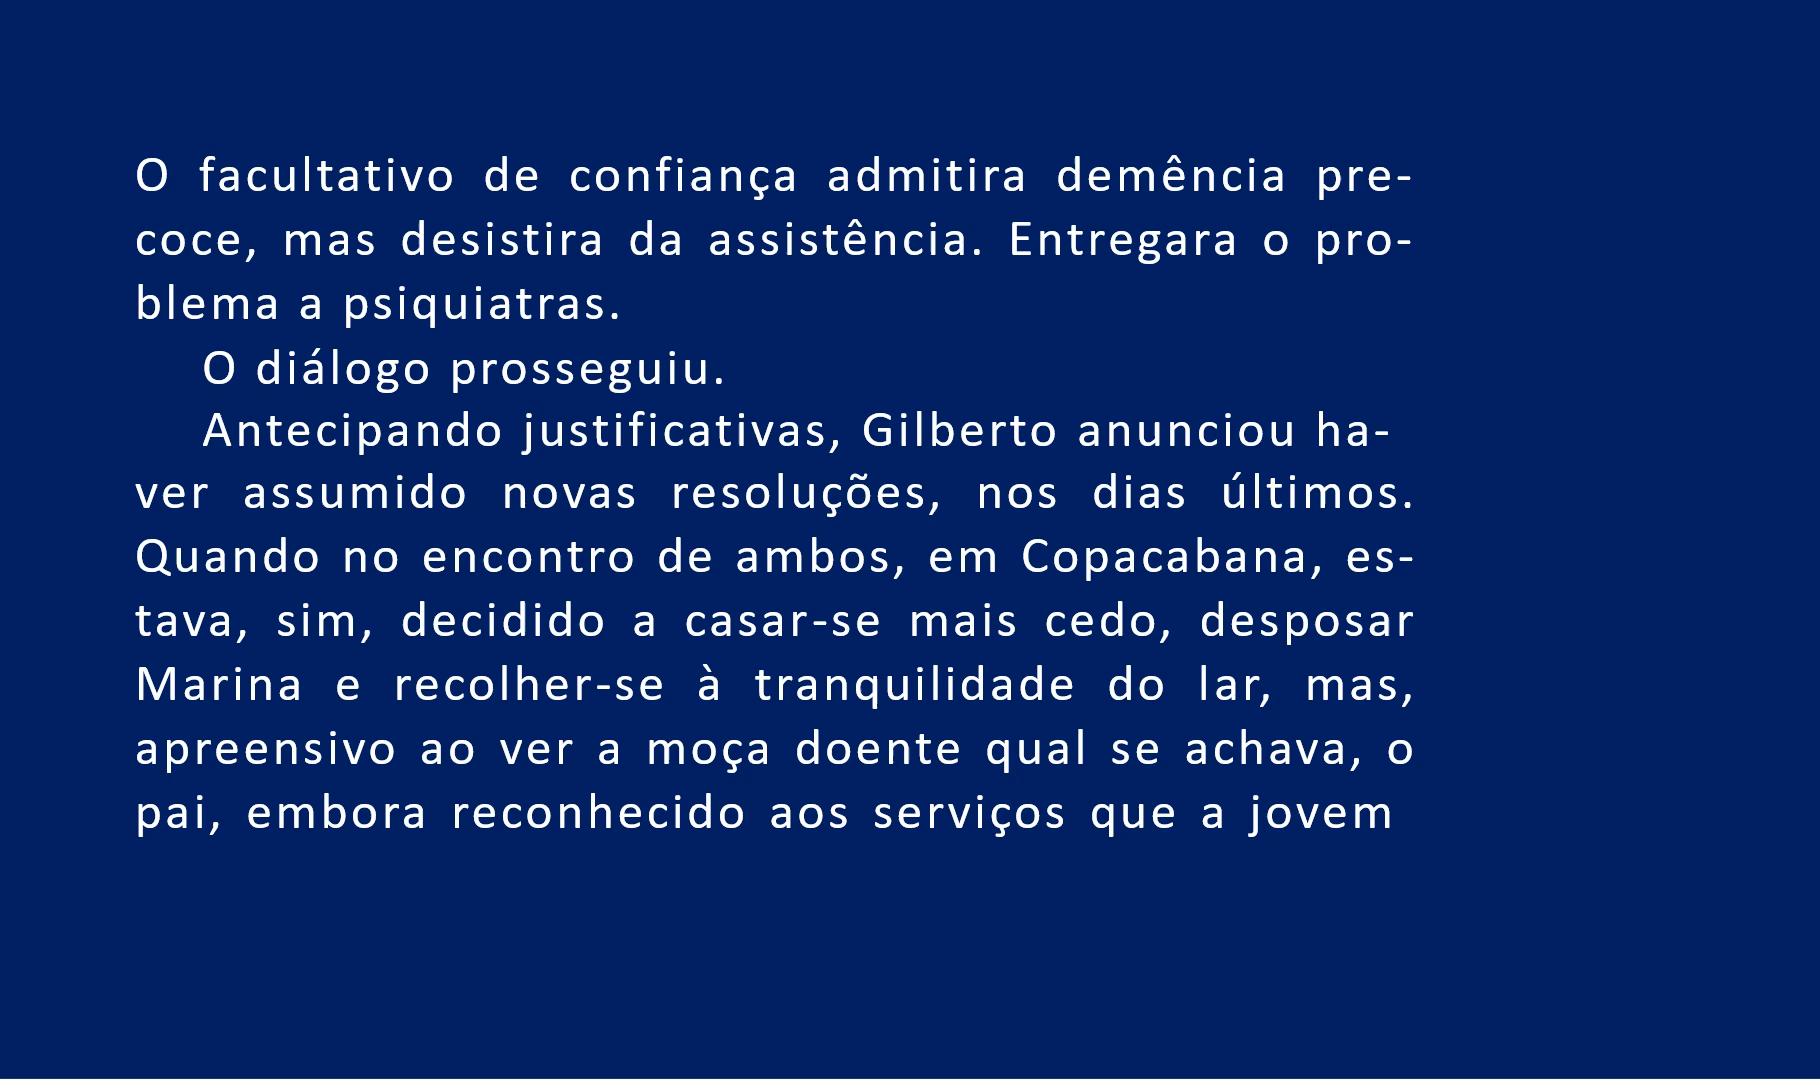 O facultativo de confiança admitira demência pre-
coce, mas desistira da assistência. Entregara o pro-
blema a psiquiatras.
O diálogo prosseguiu.
Antecipando justificativas, Gilberto anunciou ha-
ver assumido novas resoluções, nos dias últimos.
Quando no encontro de ambos, em Copacabana, es-
tava, sim, decidido a casar-se mais cedo, desposar
Marina e recolher-se à tranquilidade do lar, mas,
apreensivo ao ver a moça doente qual se achava, o
pai, embora reconhecido aos serviços que a jovem